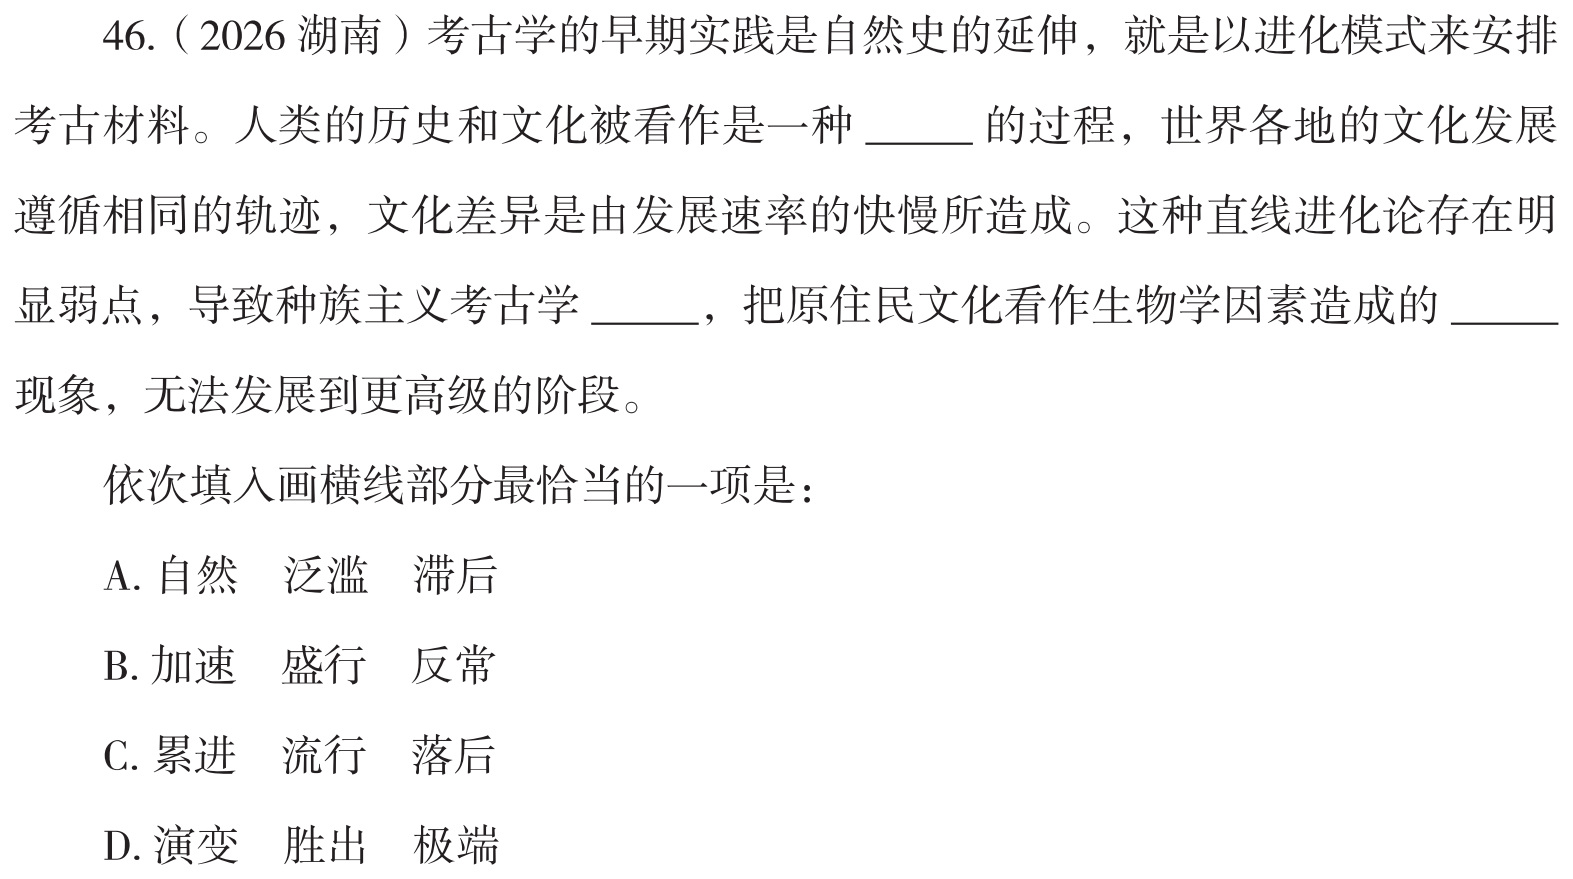 46.（2026 湖南）考古学的早期实践是自然史的延伸，就是以进化模式来安排
考古材料。人类的历史和文化被看作是一种 _____ 的过程，世界各地的文化发展
遵循相同的轨迹，文化差异是由发展速率的快慢所造成。这种直线进化论存在明
显弱点，导致种族主义考古学 _____，把原住民文化看作生物学因素造成的 _____
现象，无法发展到更高级的阶段。
依次填入画横线部分最恰当的一项是：
A. 自然　泛滥　滞后
B. 加速　盛行　反常
C. 累进　流行　落后
D. 演变　胜出　极端